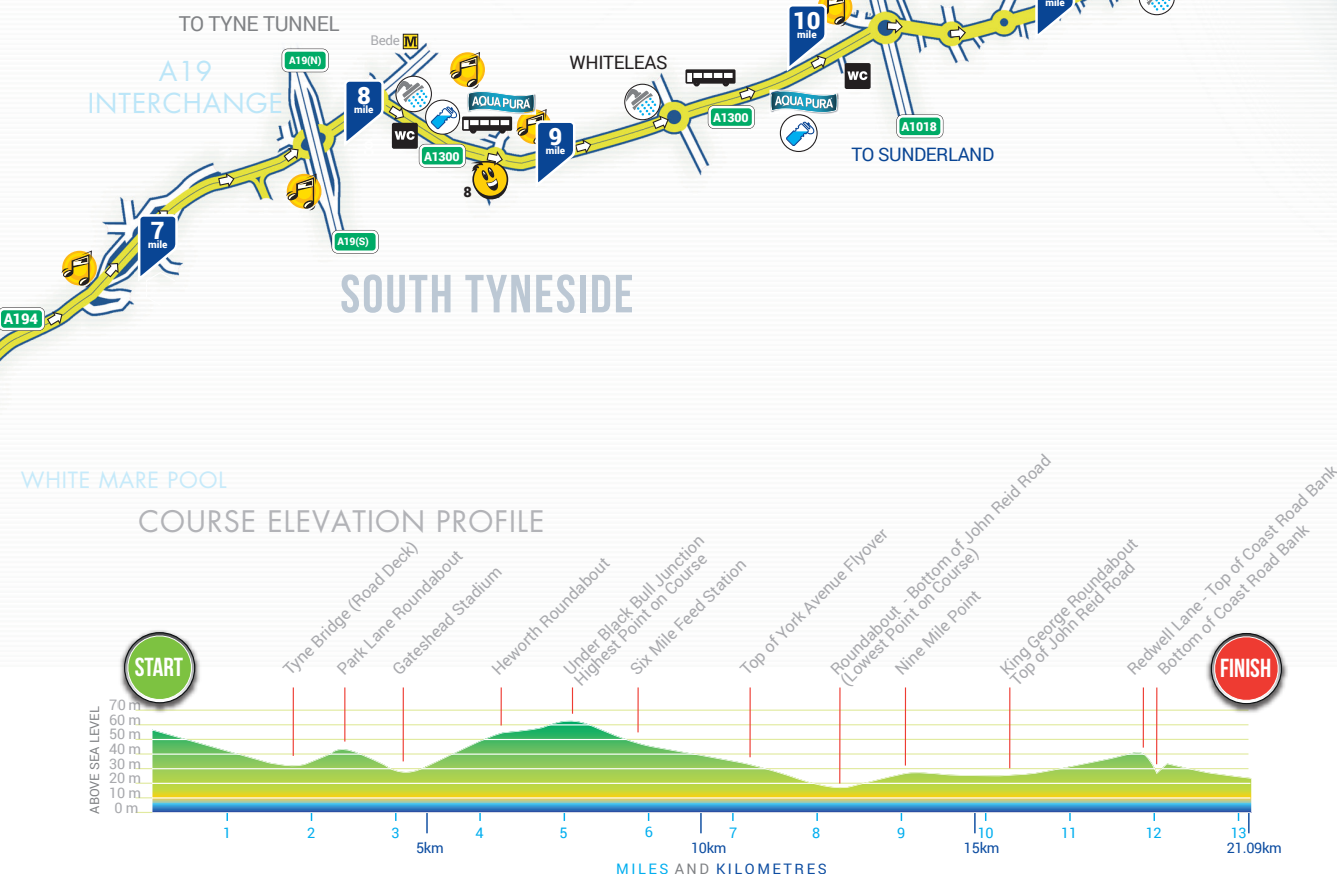 mile
TO TYNE TUNNEL
10
mile
Bede M
A19(N)
WHITELEAS
A19
INTERCHANGE
8
mile
AQUA PURA
WC
AQUA PURA
A1300
A1018
WC
9
mile
A1300
TO SUNDERLAND
8
7
mile
A19(S)
SOUTH TYNESIDE
A194
WHITE MARE POOL
COURSE ELEVATION PROFILE
START
Tyne Bridge (Road Deck)
Park Lane Roundabout
Gateshead Stadium
Heworth Roundabout
Under Black Bull Junction
Highest Point on Course
Six Mile Feed Station
Top of York Avenue Flyover
Roundabout - Bottom of John Reid Road
(Lowest Point on Course)
Nine Mile Point
King George Roundabout
Top of John Reid Road
Redwell Lane - Top of Coast Road Bank
Bottom of Coast Road Bank
FINISH
ABOVE SEA LEVEL
70 m
60 m
50 m
40 m
30 m
20 m
10 m
0 m
1 2 3 4 5 6 7 8 9 10 11 12 13
5km 10km 15km 21.09km
MILES AND KILOMETRES